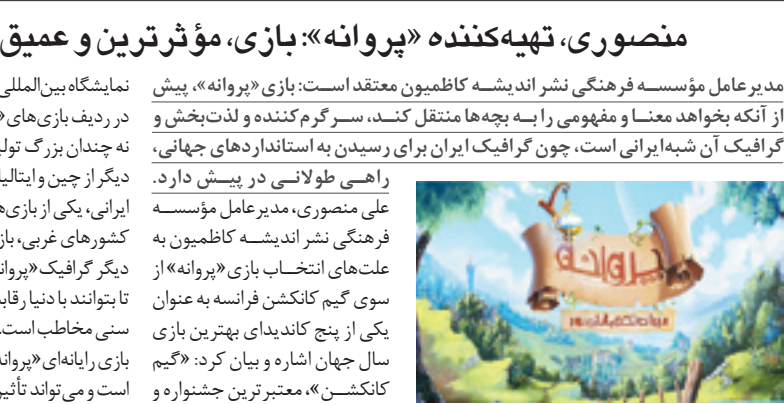 منصوری، تهیه‌کننده «پروانه»: بازی، مؤثرترین و عمیق
مدیرعامل مؤسسه فرهنگی نشر اندیشه کاظمیون معتقد است: بازی «پروانه»، پیش
از آنکه بخواهد معنا و مفهومی را به بچه‌ها منتقل کند، سرگرم‌کننده و لذت‌بخش و
گرافیک آن شبه‌ایرانی است، چون گرافیک ایران برای رسیدن به استانداردهای جهانی،
راهی طولانی در پیش دارد.
علی منصوری، مدیرعامل مؤسسه
فرهنگی نشر اندیشه کاظمیون به
علت‌های انتخاب بازی «پروانه» از
سوی گیم کانکشن فرانسه به عنوان
یکی از پنج کاندیدای بهترین بازی
سال جهان اشاره و بیان کرد: «گیم
کانکشن»، معتبرترین جشنواره و
پروانه
نمایشگاه بین‌المللی
در ردیف بازی‌های «
نه چندان بزرگ تولی
دیگر از چین و ایتالیا
ایرانی، یکی از بازی‌ها
کشورهای غربی، باز
دیگر گرافیک «پروان
تا بتوانند با دنیا رقاب
سنی مخاطب است.
بازی رایانه‌ای «پروان
است و می‌تواند تأثیر